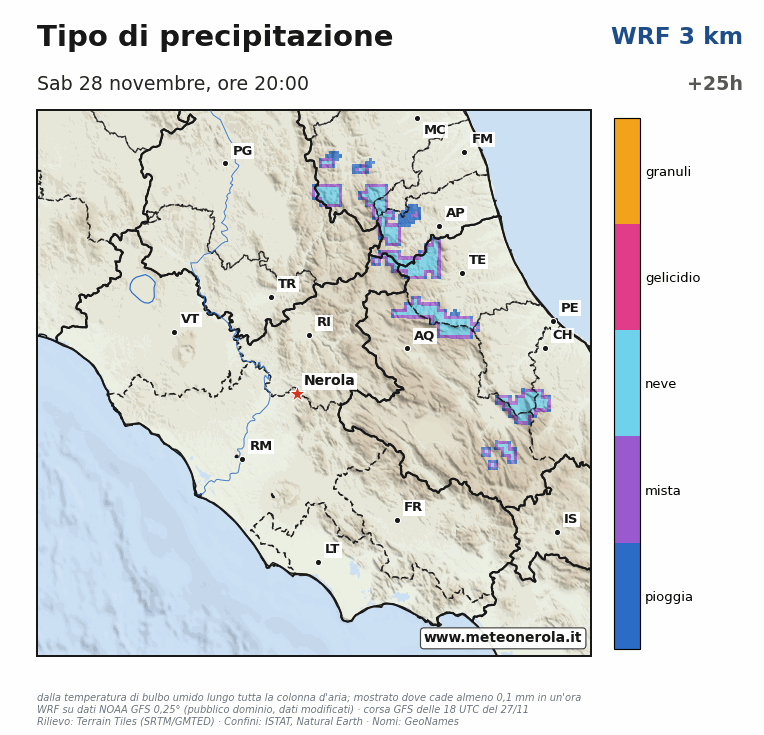 Tipo di precipitazione
WRF 3 km
Sab 28 novembre, ore 20:00
+25h
MC
FM
PG
AP
TE
TR
PE
VT
RI
AQ
CH
Nerola
RM
FR
IS
LT
granuli
gelicidio
neve
mista
pioggia
www.meteonerola.it
dalla temperatura di bulbo umido lungo tutta la colonna d'aria; mostrato dove cade almeno 0,1 mm in un'ora
WRF su dati NOAA GFS 0,25° (pubblico dominio, dati modificati) · corsa GFS delle 18 UTC del 27/11
Rilievo: Terrain Tiles (SRTM/GMTED) · Confini: ISTAT, Natural Earth · Nomi: GeoNames